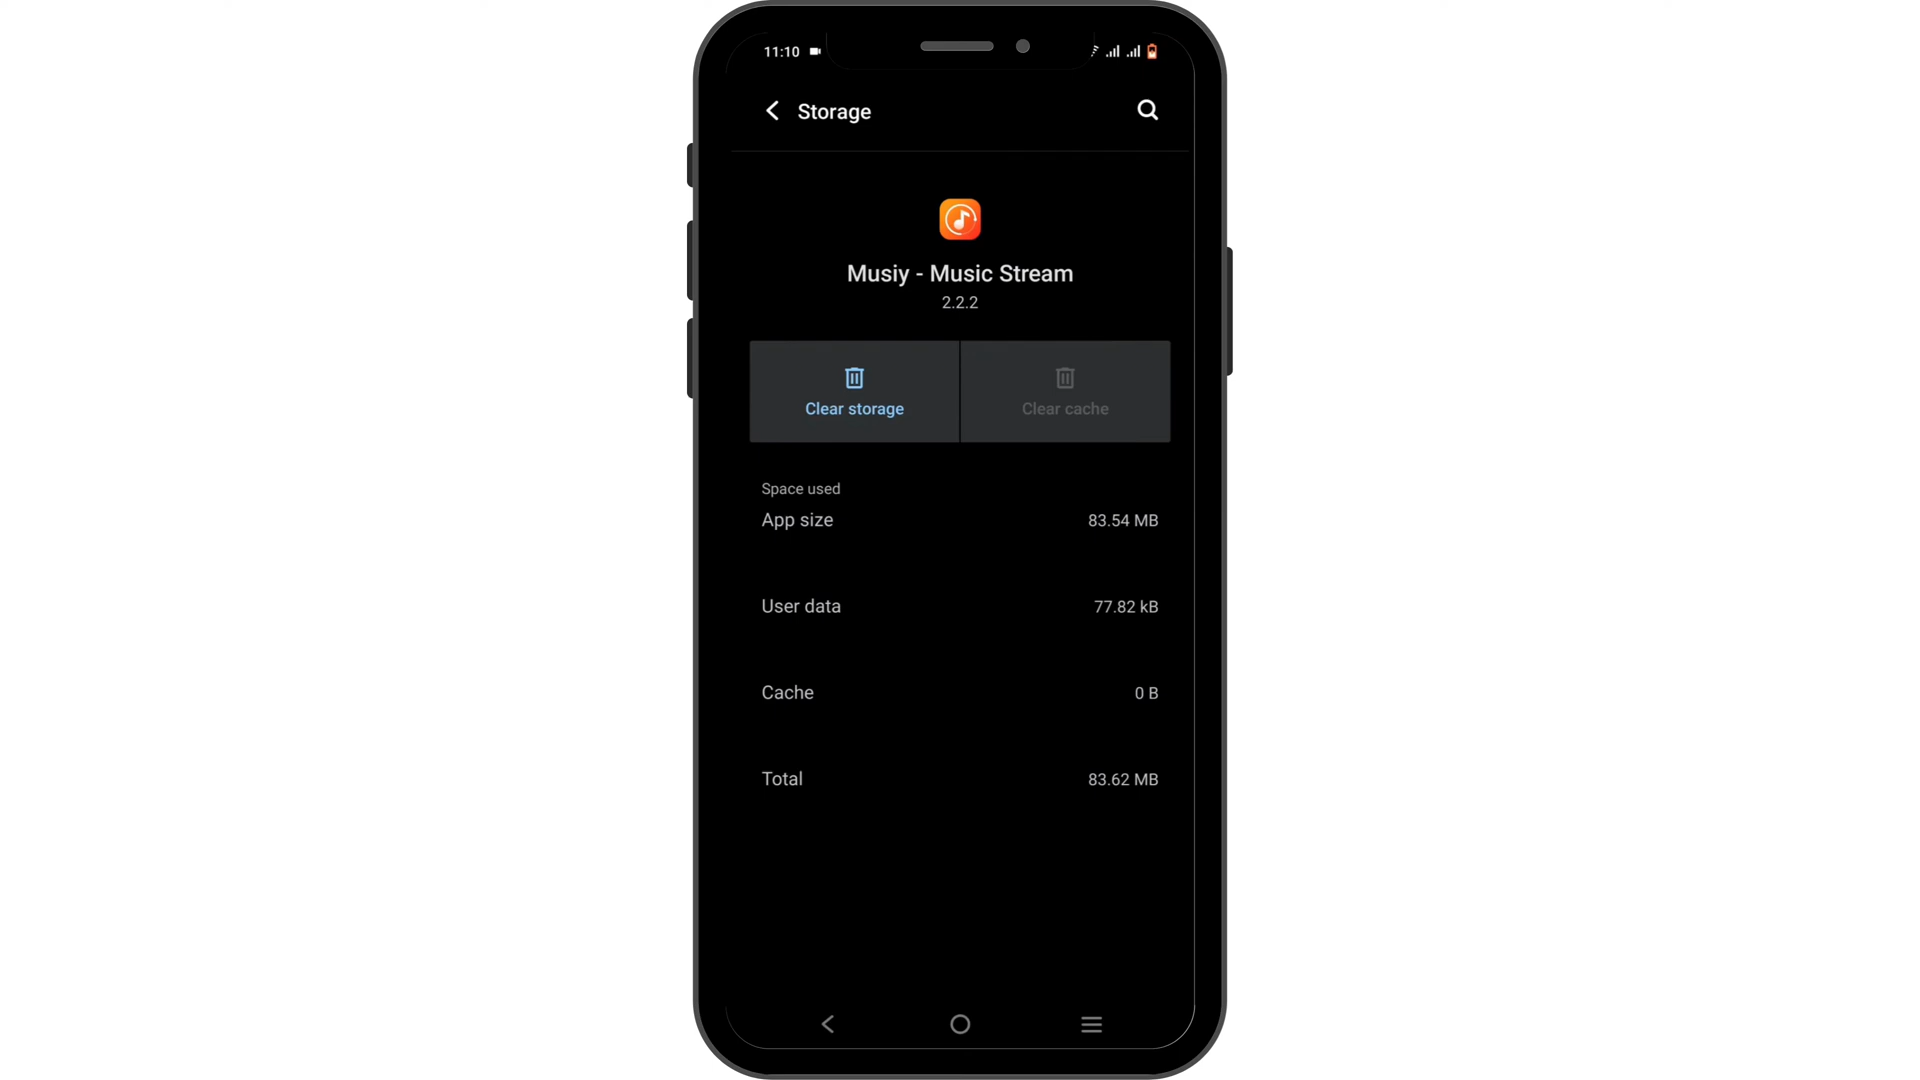 11:10
Storage
Musiy - Music Stream
2.2.2
Clear storage
Clear cache
Space used
App size 83.54 MB
User data 77.82 kB
Cache 0 B
Total 83.62 MB